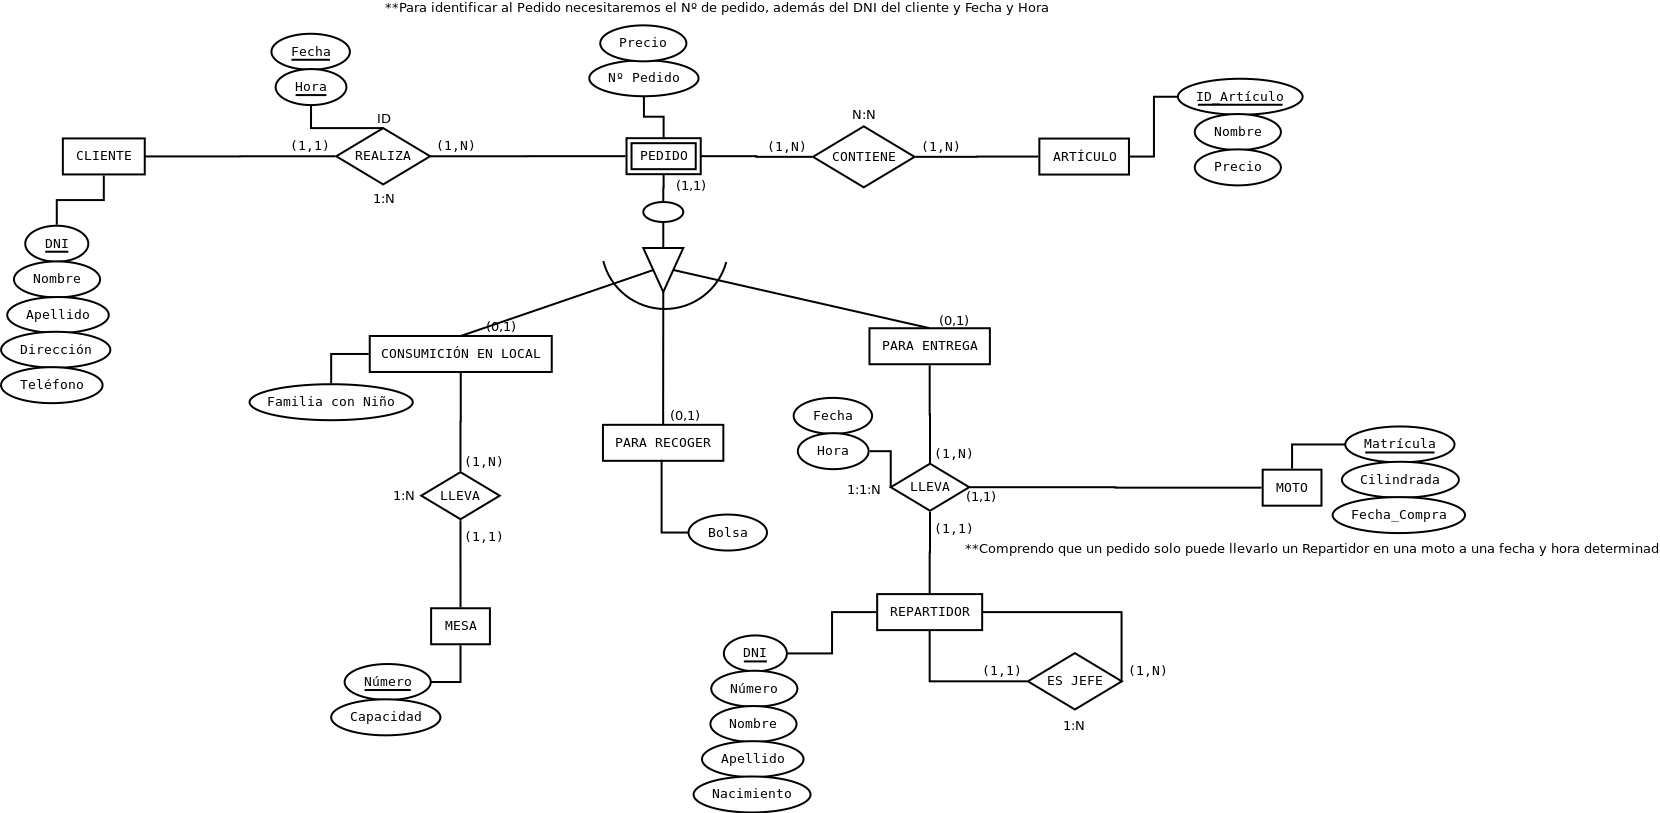 **Para identificar al Pedido necesitaremos el Nº de pedido, además del DNI del cliente y Fecha y Hora
Fecha
Hora
Precio
Nº Pedido
ID_Artículo
Nombre
Precio
ID
N:N
CLIENTE
(1,1)
REALIZA
(1,N)
PEDIDO
(1,N)
CONTIENE
(1,N)
ARTÍCULO
1:N
(1,1)
DNI
Nombre
Apellido
Dirección
Teléfono
(0,1)
(0,1)
CONSUMICIÓN EN LOCAL
PARA ENTREGA
Familia con Niño
(0,1)
PARA RECOGER
Fecha
Hora
Matrícula
Cilindrada
Fecha_Compra
(1,N)
1:N
LLEVA
(1,1)
Bolsa
(1,N)
1:1:N
LLEVA
(1,1)
MOTO
(1,1)
**Comprendo que un pedido solo puede llevarlo un Repartidor en una moto a una fecha y hora determinad
MESA
Número
Capacidad
REPARTIDOR
DNI
Número
Nombre
Apellido
Nacimiento
(1,1)
ES JEFE
(1,N)
1:N